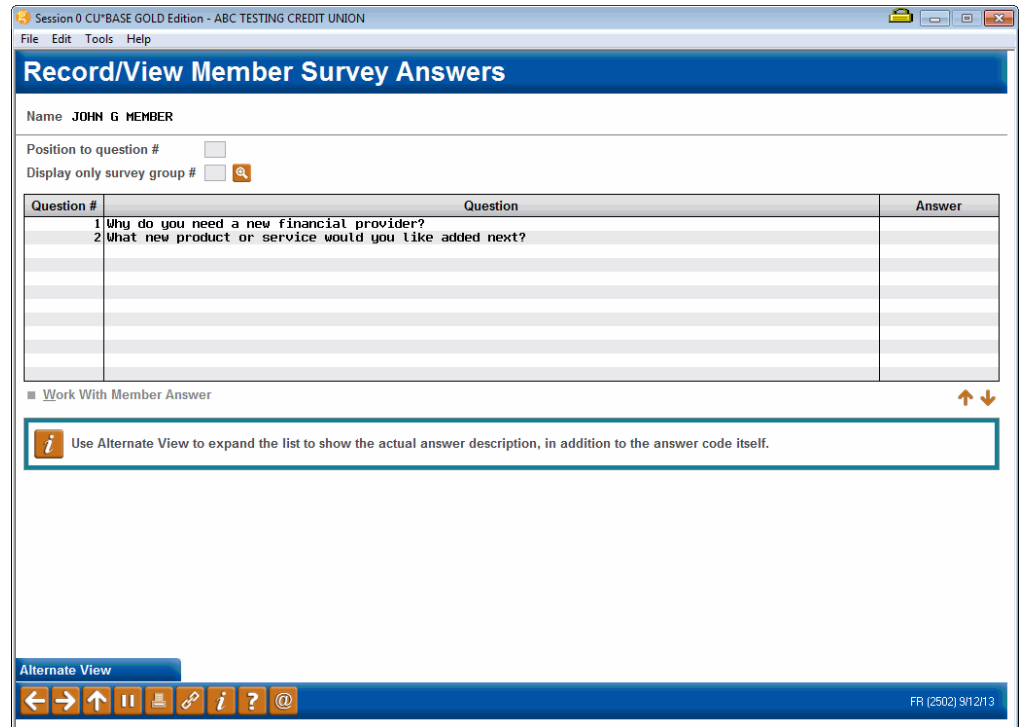 Session 0 CU*BASE GOLD Edition - ABC TESTING CREDIT UNION
File Edit Tools Help
Record/View Member Survey Answers
Name JOHN G MEMBER
Position to question #
Display only survey group #
Question # Question Answer
1 Why do you need a new financial provider?
2 What new product or service would you like added next?
Work With Member Answer
i Use Alternate View to expand the list to show the actual answer description, in addition to the answer code itself.
Alternate View
i ? @ FR (2502) 9/12/13